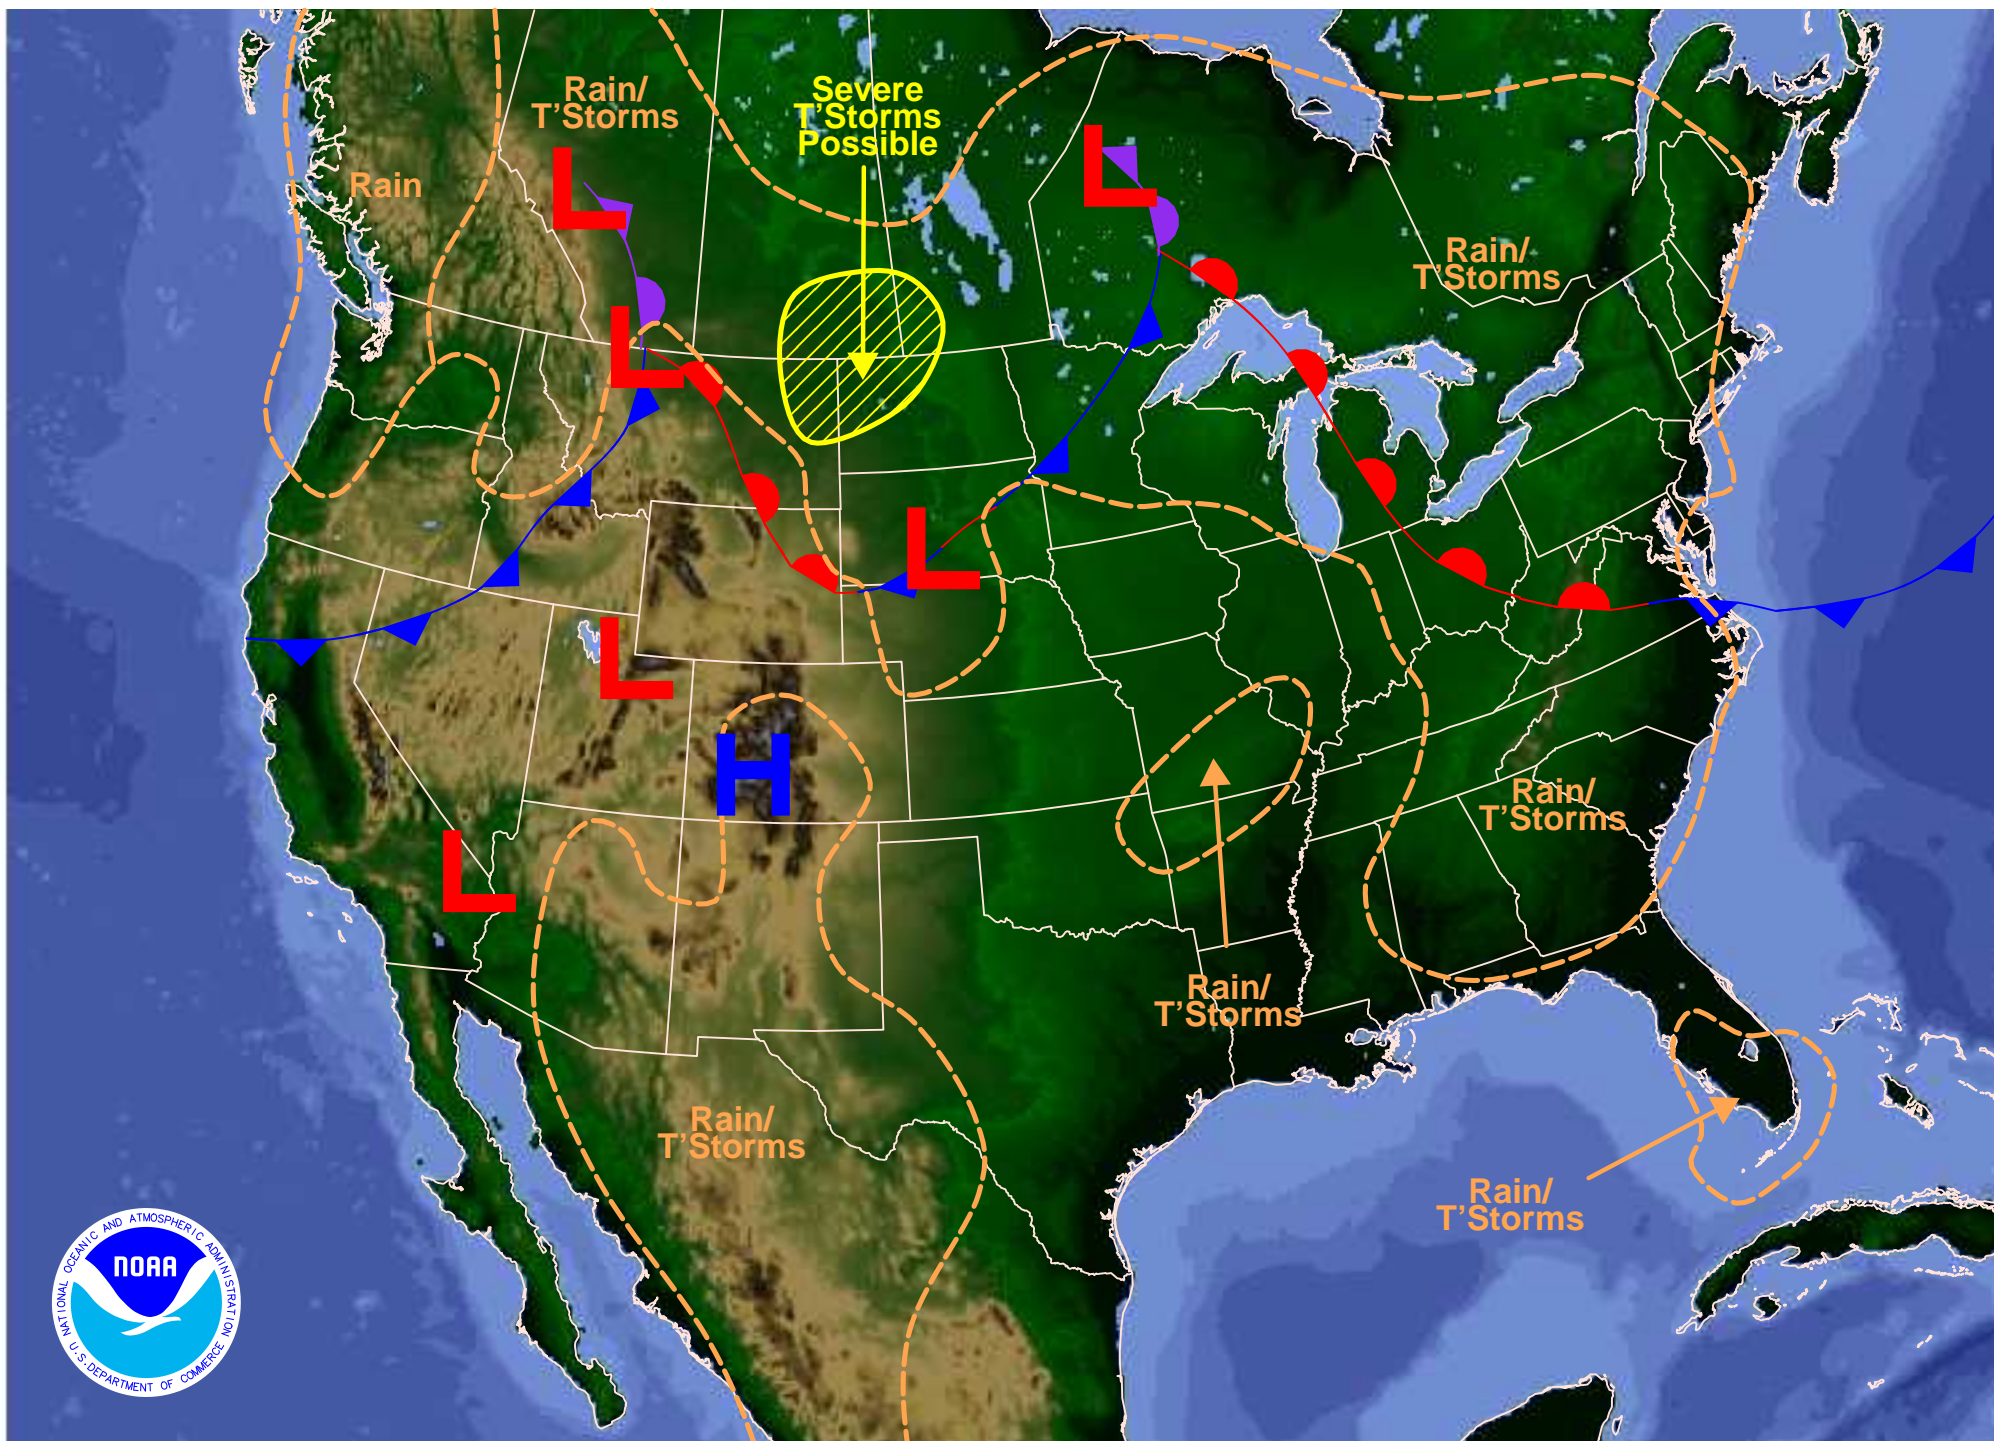 Rain/
T'Storms
Severe
T'Storms
Possible
Rain
L
L
Rain/
T'Storms
L
L
L
H
Rain/
T'Storms
L
Rain/
T'Storms
Rain/
T'Storms
Rain/
T'Storms
NATIONAL OCEANIC AND ATMOSPHERIC ADMINISTRATION
NOAA
U.S. DEPARTMENT OF COMMERCE